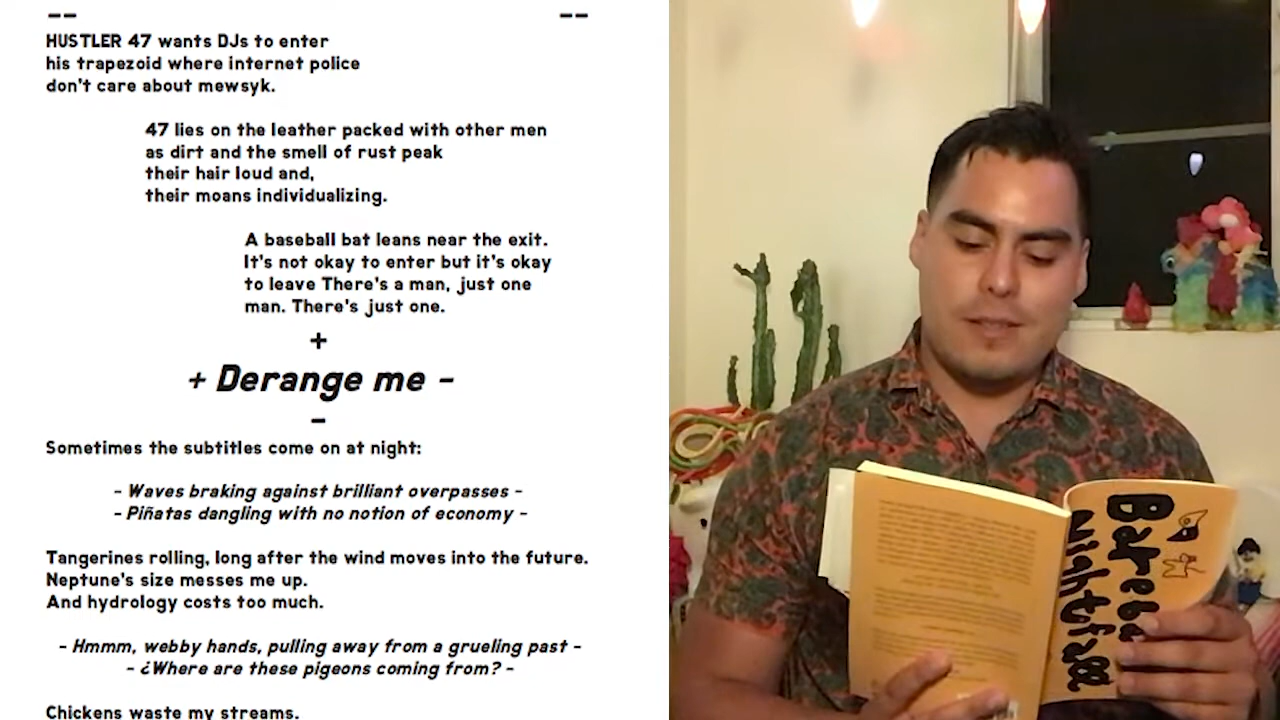 -- --
HUSTLER 47 wants DJs to enter
his trapezoid where internet police
don't care about mewsyk.
47 lies on the leather packed with other men
as dirt and the smell of rust peak
their hair loud and,
their moans individualizing.
A baseball bat leans near the exit.
It's not okay to enter but it's okay
to leave There's a man, just one
man. There's just one.
+
+ Derange me -
-
Sometimes the subtitles come on at night:
- Waves braking against brilliant overpasses -
- Piñatas dangling with no notion of economy -
Tangerines rolling, long after the wind moves into the future.
Neptune's size messes me up.
And hydrology costs too much.
- Hmmm, webby hands, pulling away from a grueling past -
- ¿Where are these pigeons coming from? -
Chickens waste my streams.